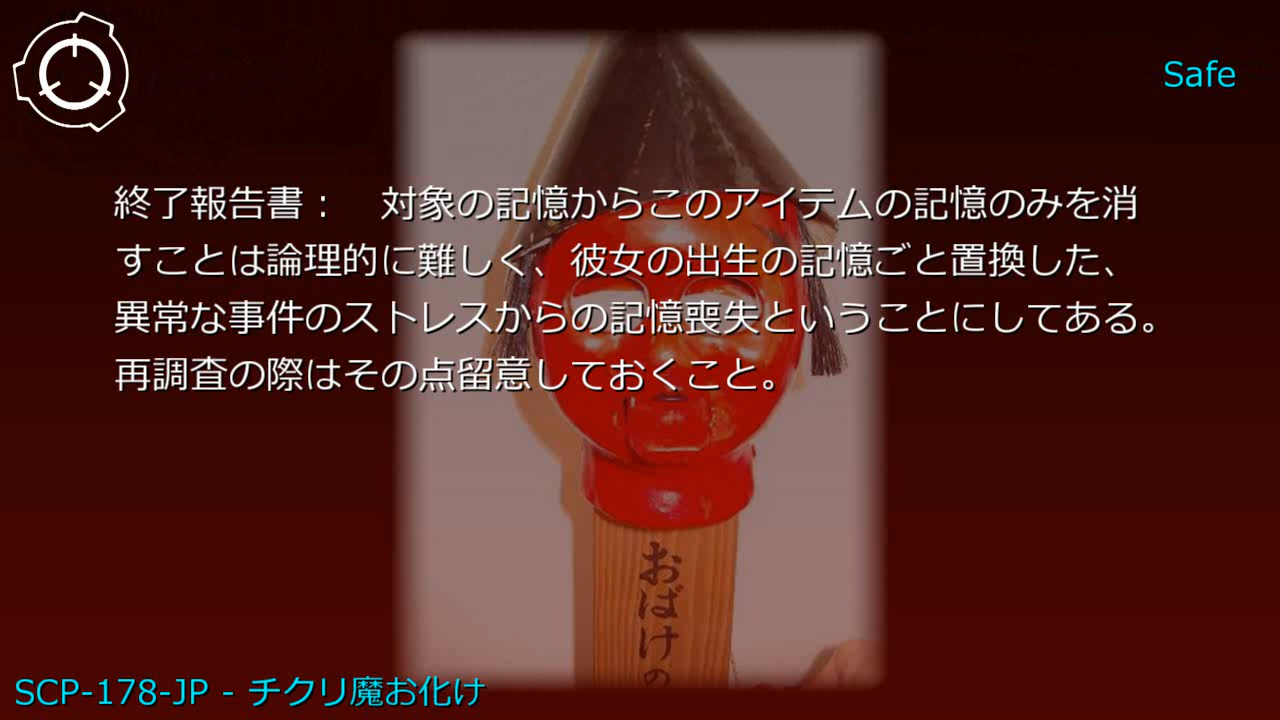 Safe
終了報告書：　対象の記憶からこのアイテムの記憶のみを消
すことは論理的に難しく、彼女の出生の記憶ごと置換した、
異常な事件のストレスからの記憶喪失ということにしてある。
再調査の際はその点留意しておくこと。
おばけの
SCP-178-JP - チクリ魔お化け